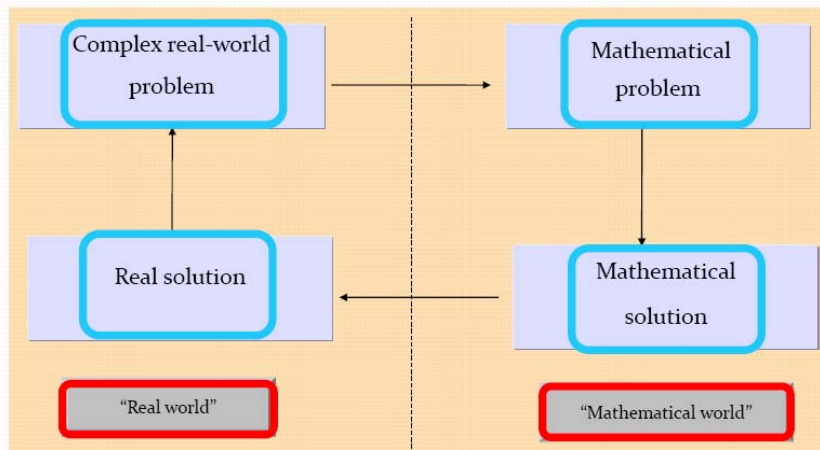 Complex real-world
problem
Mathematical
problem
Real solution
Mathematical
solution
“Real world”
“Mathematical world”